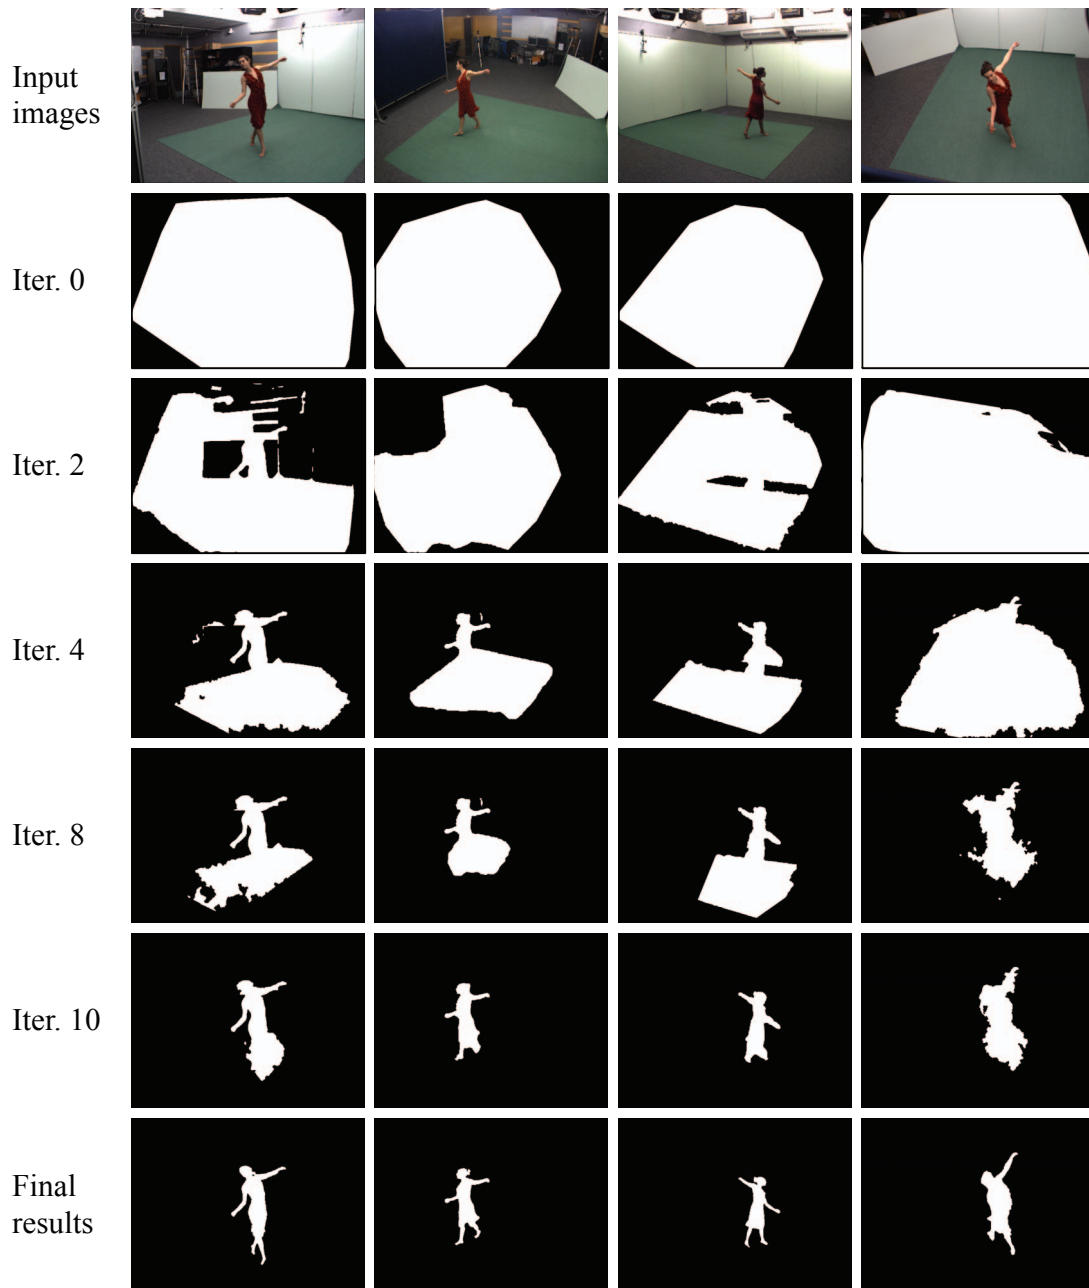 Input
images
Iter. 0
Iter. 2
Iter. 4
Iter. 8
Iter. 10
Final
results